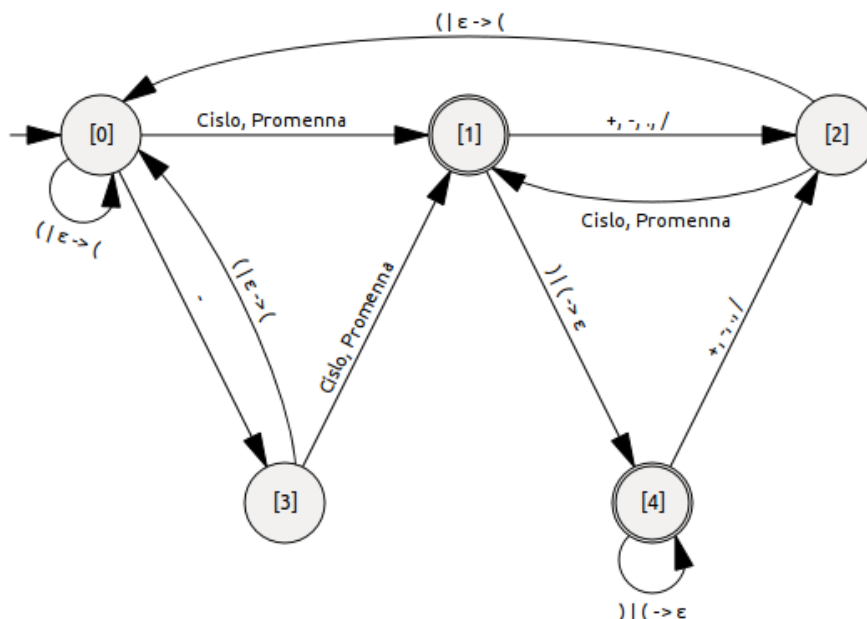 ( | ε -> (
[0]
Cislo, Promenna
[1]
+, -, ., /
[2]
( | ε -> (
-
( | ε -> (
Cislo, Promenna
Cislo, Promenna
) | ( -> ε
+, -, ., /
[3]
[4]
) | ( -> ε